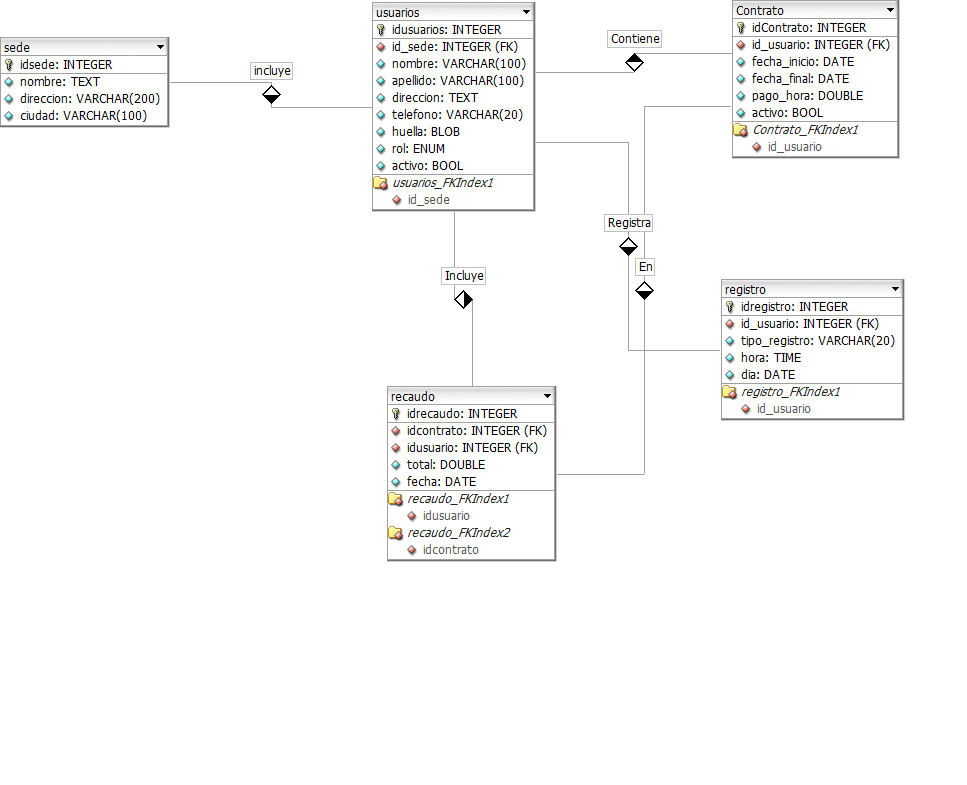 sede
idsede: INTEGER
nombre: TEXT
direccion: VARCHAR(200)
ciudad: VARCHAR(100)
incluye
usuarios
idusuarios: INTEGER
id_sede: INTEGER (FK)
nombre: VARCHAR(100)
apellido: VARCHAR(100)
direccion: TEXT
telefono: VARCHAR(20)
huella: BLOB
rol: ENUM
activo: BOOL
usuarios_FKIndex1
id_sede
Contiene
Contrato
idContrato: INTEGER
id_usuario: INTEGER (FK)
fecha_inicio: DATE
fecha_final: DATE
pago_hora: DOUBLE
activo: BOOL
Contrato_FKIndex1
id_usuario
Registra
En
Incluye
registro
idregistro: INTEGER
id_usuario: INTEGER (FK)
tipo_registro: VARCHAR(20)
hora: TIME
dia: DATE
registro_FKIndex1
id_usuario
recaudo
idrecaudo: INTEGER
idcontrato: INTEGER (FK)
idusuario: INTEGER (FK)
total: DOUBLE
fecha: DATE
recaudo_FKIndex1
idusuario
recaudo_FKIndex2
idcontrato